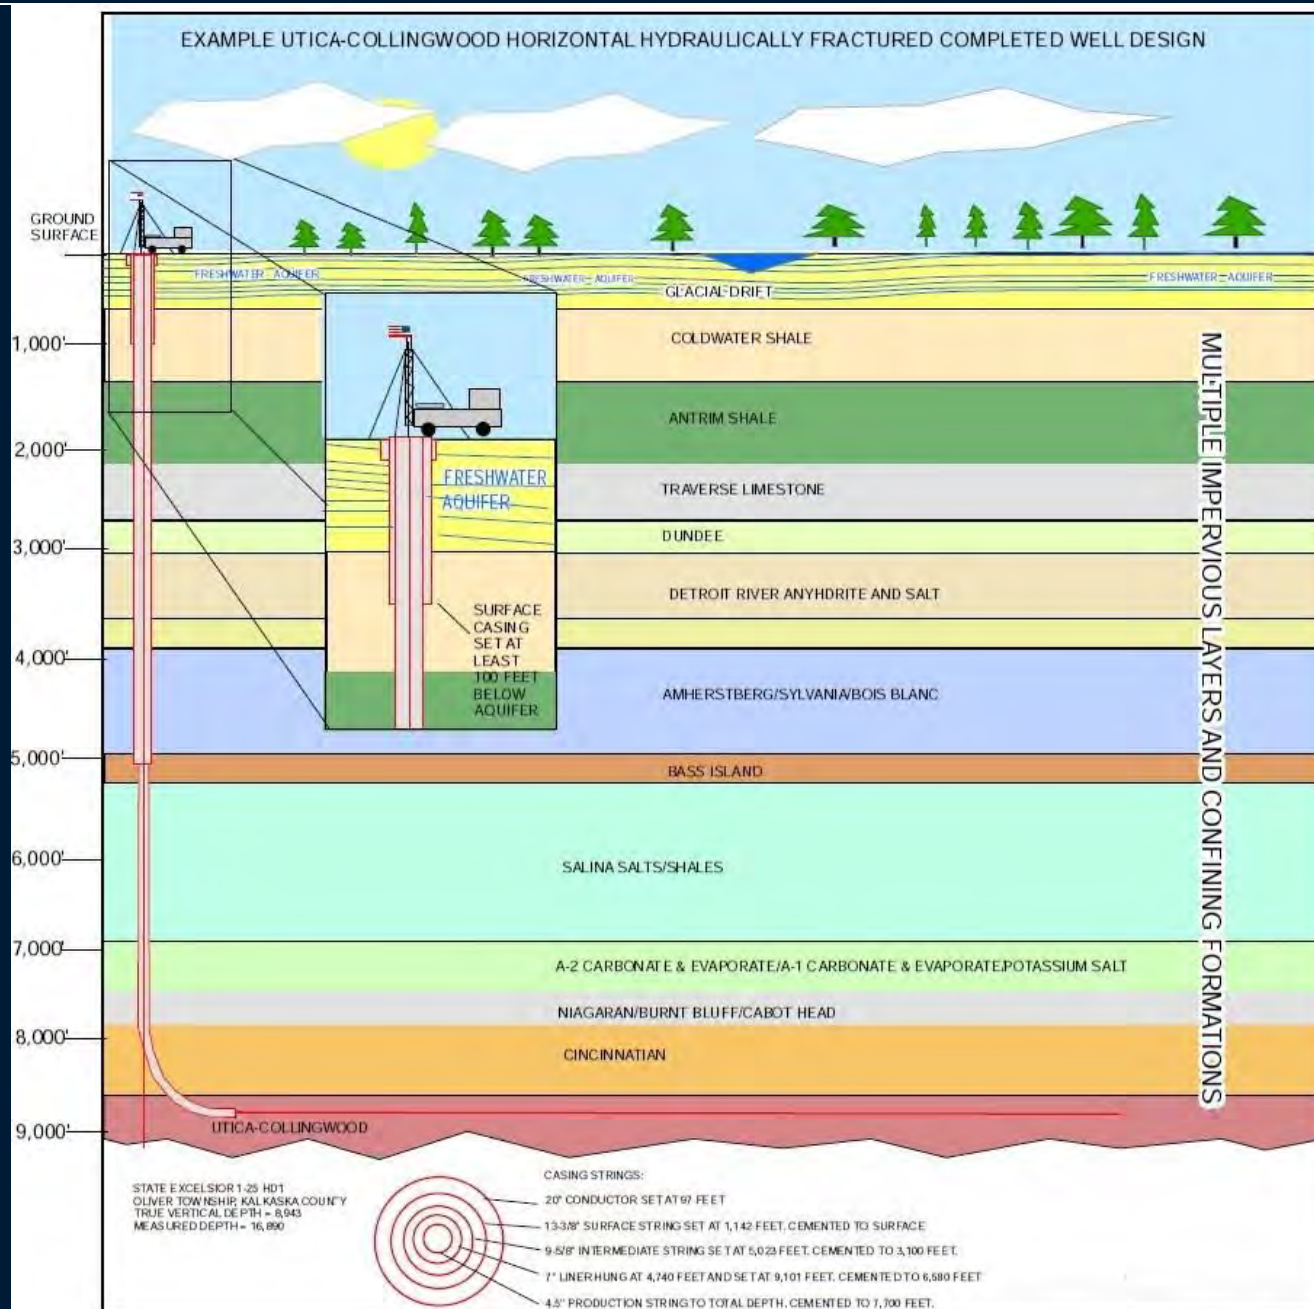 EXAMPLE UTICA-COLLINGWOOD HORIZONTAL HYDRAULICALLY FRACTURED COMPLETED WELL DESIGN
GROUND
SURFACE
FRESHWATER AQUIFER
FRESHWATER AQUIFER
FRESHWATER AQUIFER
GLACIAL DRIFT
1,000'
COLDWATER SHALE
ANTRIM SHALE
2,000'
TRAVERSE LIMESTONE
FRESHWATER
AQUIFER
DUNDEE
3,000'
DETROIT RIVER ANYHDRITE AND SALT
SURFACE
CASING
SET AT
LEAST
100 FEET
BELOW
AQUIFER
4,000'
AMHERSTBERG/SYLVANIA/BOIS BLANC
5,000'
BASS ISLAND
6,000'
SALINA SALTS/SHALES
7,000'
A-2 CARBONATE & EVAPORATE/A-1 CARBONATE & EVAPORATE/POTASSIUM SALT
NIAGARAN/BURNT BLUFF/CABOT HEAD
8,000'
CINCINNATIAN
9,000'
UTICA-COLLINGWOOD
MULTIPLE IMPERVIOUS LAYERS AND CONFINING FORMATIONS
STATE EXCELSIOR 1-25 HD1
OLIVER TOWNSHIP, KALKASKA COUNTY
TRUE VERTICAL DEPTH = 8,943
MEASURED DEPTH = 16,890
CASING STRINGS:
20" CONDUCTOR SET AT 97 FEET
13-3/8" SURFACE STRING SET AT 1,142 FEET. CEMENTED TO SURFACE
9-5/8" INTERMEDIATE STRING SET AT 5,023 FEET. CEMENTED TO 3,100 FEET.
7" LINER HUNG AT 4,740 FEET AND SET AT 9,101 FEET. CEMENTED TO 6,580 FEET
4.5" PRODUCTION STRING TO TOTAL DEPTH. CEMENTED TO 7,700 FEET.